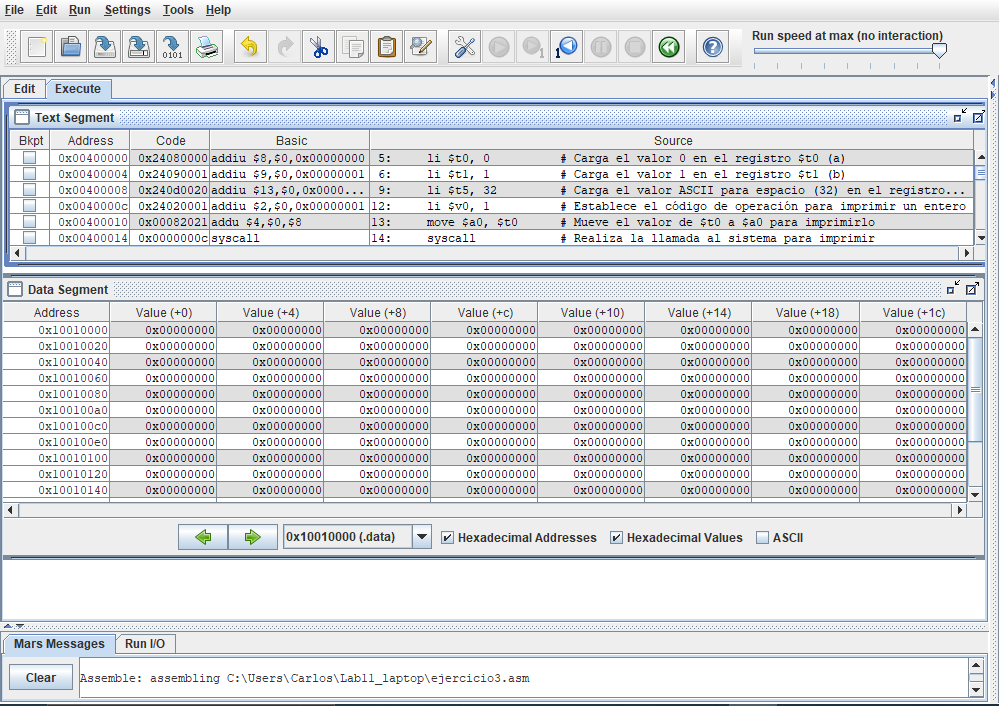 File Edit Run Settings Tools Help
Run speed at max (no interaction)
0101
1
1
Edit Execute
Text Segment
Bkpt Address Code Basic Source
0x00400000 0x24080000 addiu $8,$0,0x00000000 5: li $t0, 0 # Carga el valor 0 en el registro $t0 (a)
0x00400004 0x24090001 addiu $9,$0,0x00000001 6: li $t1, 1 # Carga el valor 1 en el registro $t1 (b)
0x00400008 0x240d0020 addiu $13,$0,0x0000... 9: li $t5, 32 # Carga el valor ASCII para espacio (32) en el registro...
0x0040000c 0x24020001 addiu $2,$0,0x00000001 12: li $v0, 1 # Establece el código de operación para imprimir un entero
0x00400010 0x00082021 addu $4,$0,$8 13: move $a0, $t0 # Mueve el valor de $t0 a $a0 para imprimirlo
0x00400014 0x0000000c syscall 14: syscall # Realiza la llamada al sistema para imprimir
Data Segment
Address Value (+0) Value (+4) Value (+8) Value (+c) Value (+10) Value (+14) Value (+18) Value (+1c)
0x10010000 0x00000000 0x00000000 0x00000000 0x00000000 0x00000000 0x00000000 0x00000000 0x00000000
0x10010020 0x00000000 0x00000000 0x00000000 0x00000000 0x00000000 0x00000000 0x00000000 0x00000000
0x10010040 0x00000000 0x00000000 0x00000000 0x00000000 0x00000000 0x00000000 0x00000000 0x00000000
0x10010060 0x00000000 0x00000000 0x00000000 0x00000000 0x00000000 0x00000000 0x00000000 0x00000000
0x10010080 0x00000000 0x00000000 0x00000000 0x00000000 0x00000000 0x00000000 0x00000000 0x00000000
0x100100a0 0x00000000 0x00000000 0x00000000 0x00000000 0x00000000 0x00000000 0x00000000 0x00000000
0x100100c0 0x00000000 0x00000000 0x00000000 0x00000000 0x00000000 0x00000000 0x00000000 0x00000000
0x100100e0 0x00000000 0x00000000 0x00000000 0x00000000 0x00000000 0x00000000 0x00000000 0x00000000
0x10010100 0x00000000 0x00000000 0x00000000 0x00000000 0x00000000 0x00000000 0x00000000 0x00000000
0x10010120 0x00000000 0x00000000 0x00000000 0x00000000 0x00000000 0x00000000 0x00000000 0x00000000
0x10010140 0x00000000 0x00000000 0x00000000 0x00000000 0x00000000 0x00000000 0x00000000 0x00000000
0x10010000 (.data) Hexadecimal Addresses Hexadecimal Values ASCII
Mars Messages Run I/O
Clear
Assemble: assembling C:\Users\Carlos\Lab11_laptop\ejercicio3.asm